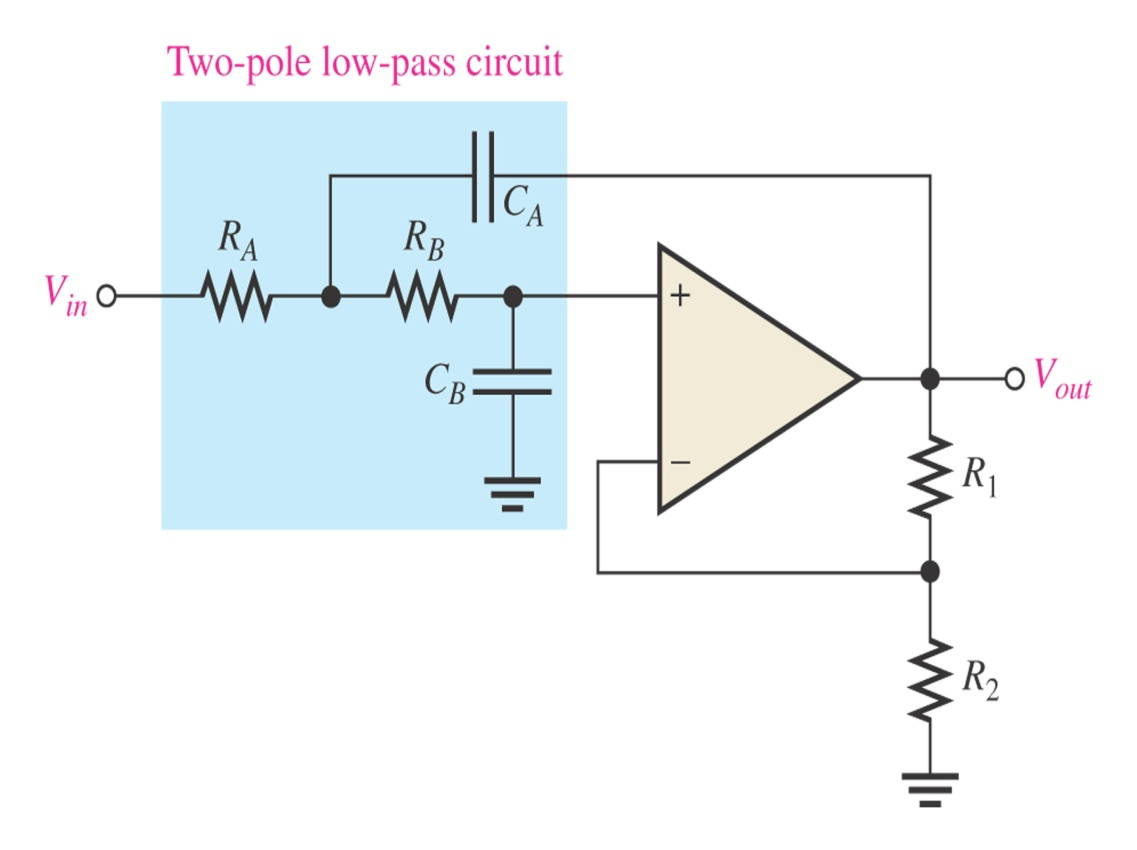 Two-pole low-pass circuit
C_A
R_A
R_B
V_in
+
C_B
V_out
−
R_1
R_2